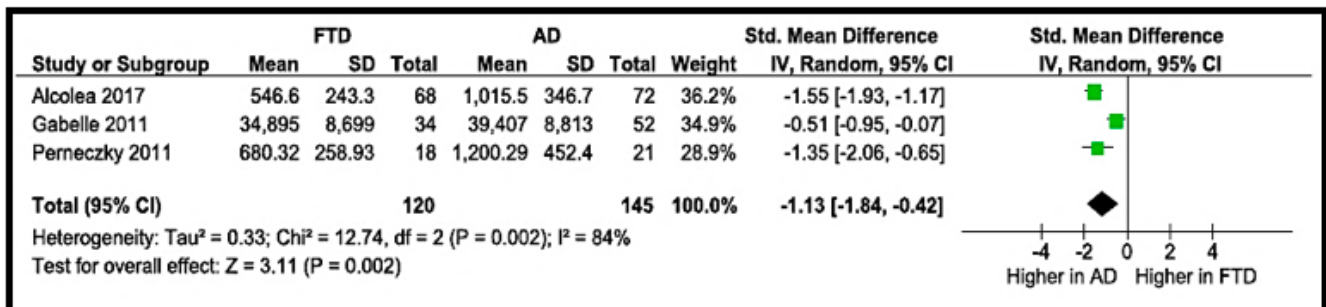 FTD AD Std. Mean Difference Std. Mean Difference
Study or Subgroup Mean SD Total Mean SD Total Weight IV, Random, 95% CI IV, Random, 95% CI
Alcolea 2017 546.6 243.3 68 1,015.5 346.7 72 36.2% -1.55 [-1.93, -1.17]
Gabelle 2011 34,895 8,699 34 39,407 8,813 52 34.9% -0.51 [-0.95, -0.07]
Perneczky 2011 680.32 258.93 18 1,200.29 452.4 21 28.9% -1.35 [-2.06, -0.65]
Total (95% CI) 120 145 100.0% -1.13 [-1.84, -0.42]
Heterogeneity: Tau² = 0.33; Chi² = 12.74, df = 2 (P = 0.002); I² = 84%
Test for overall effect: Z = 3.11 (P = 0.002)
-4 -2 0 2 4
Higher in AD Higher in FTD